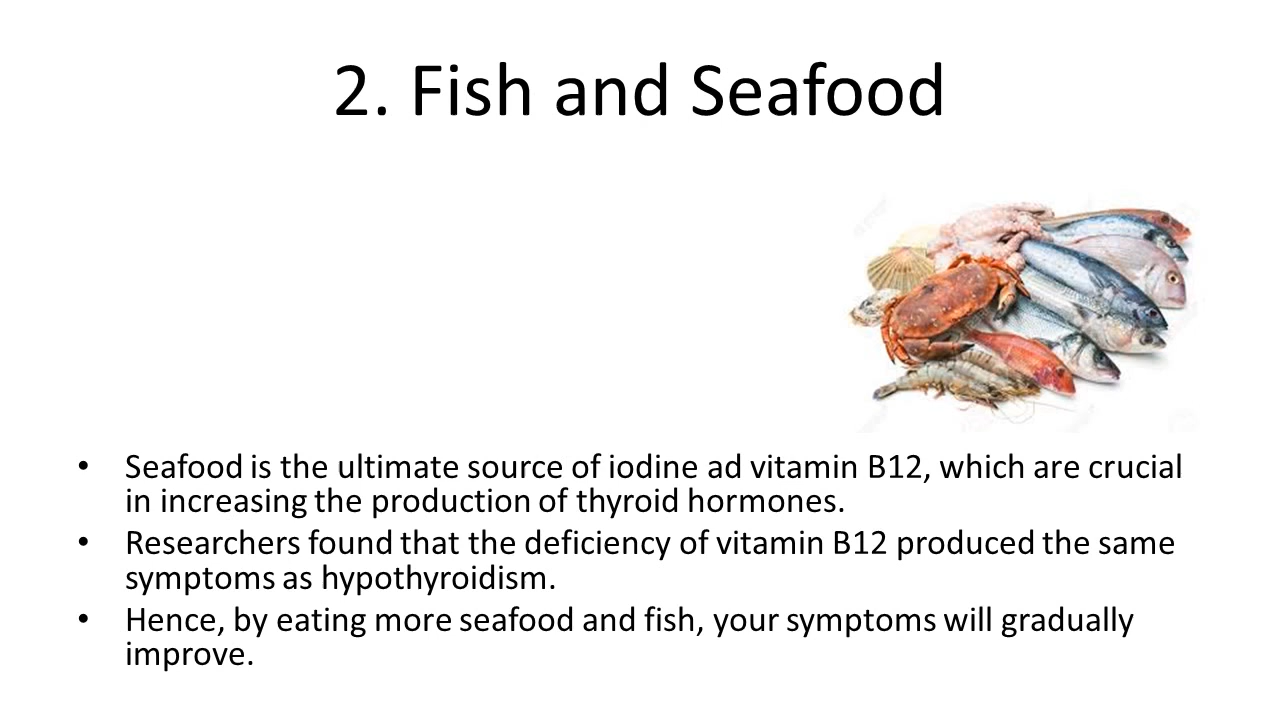 2. Fish and Seafood
• Seafood is the ultimate source of iodine ad vitamin B12, which are crucial
in increasing the production of thyroid hormones.
• Researchers found that the deficiency of vitamin B12 produced the same
symptoms as hypothyroidism.
• Hence, by eating more seafood and fish, your symptoms will gradually
improve.